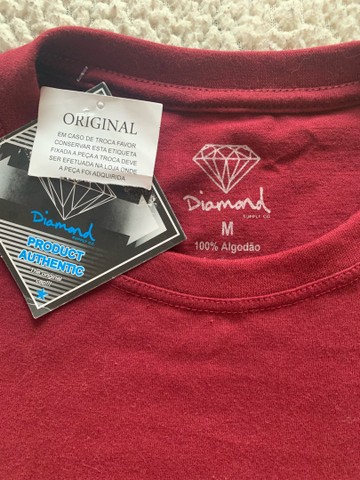 ORIGINAL
EM CASO DE TROCA FAVOR
CONSERVAR ESTA ETIQUETA
FIXADA A PEÇA A TROCA DEVE
SER EFETUADA NA LOJA ONDE
A PEÇA FOI ADQUIRIDA
Diamond
PRODUCT
AUTHENTIC
Diamond
SUPPLY CO
M
100% Algodão